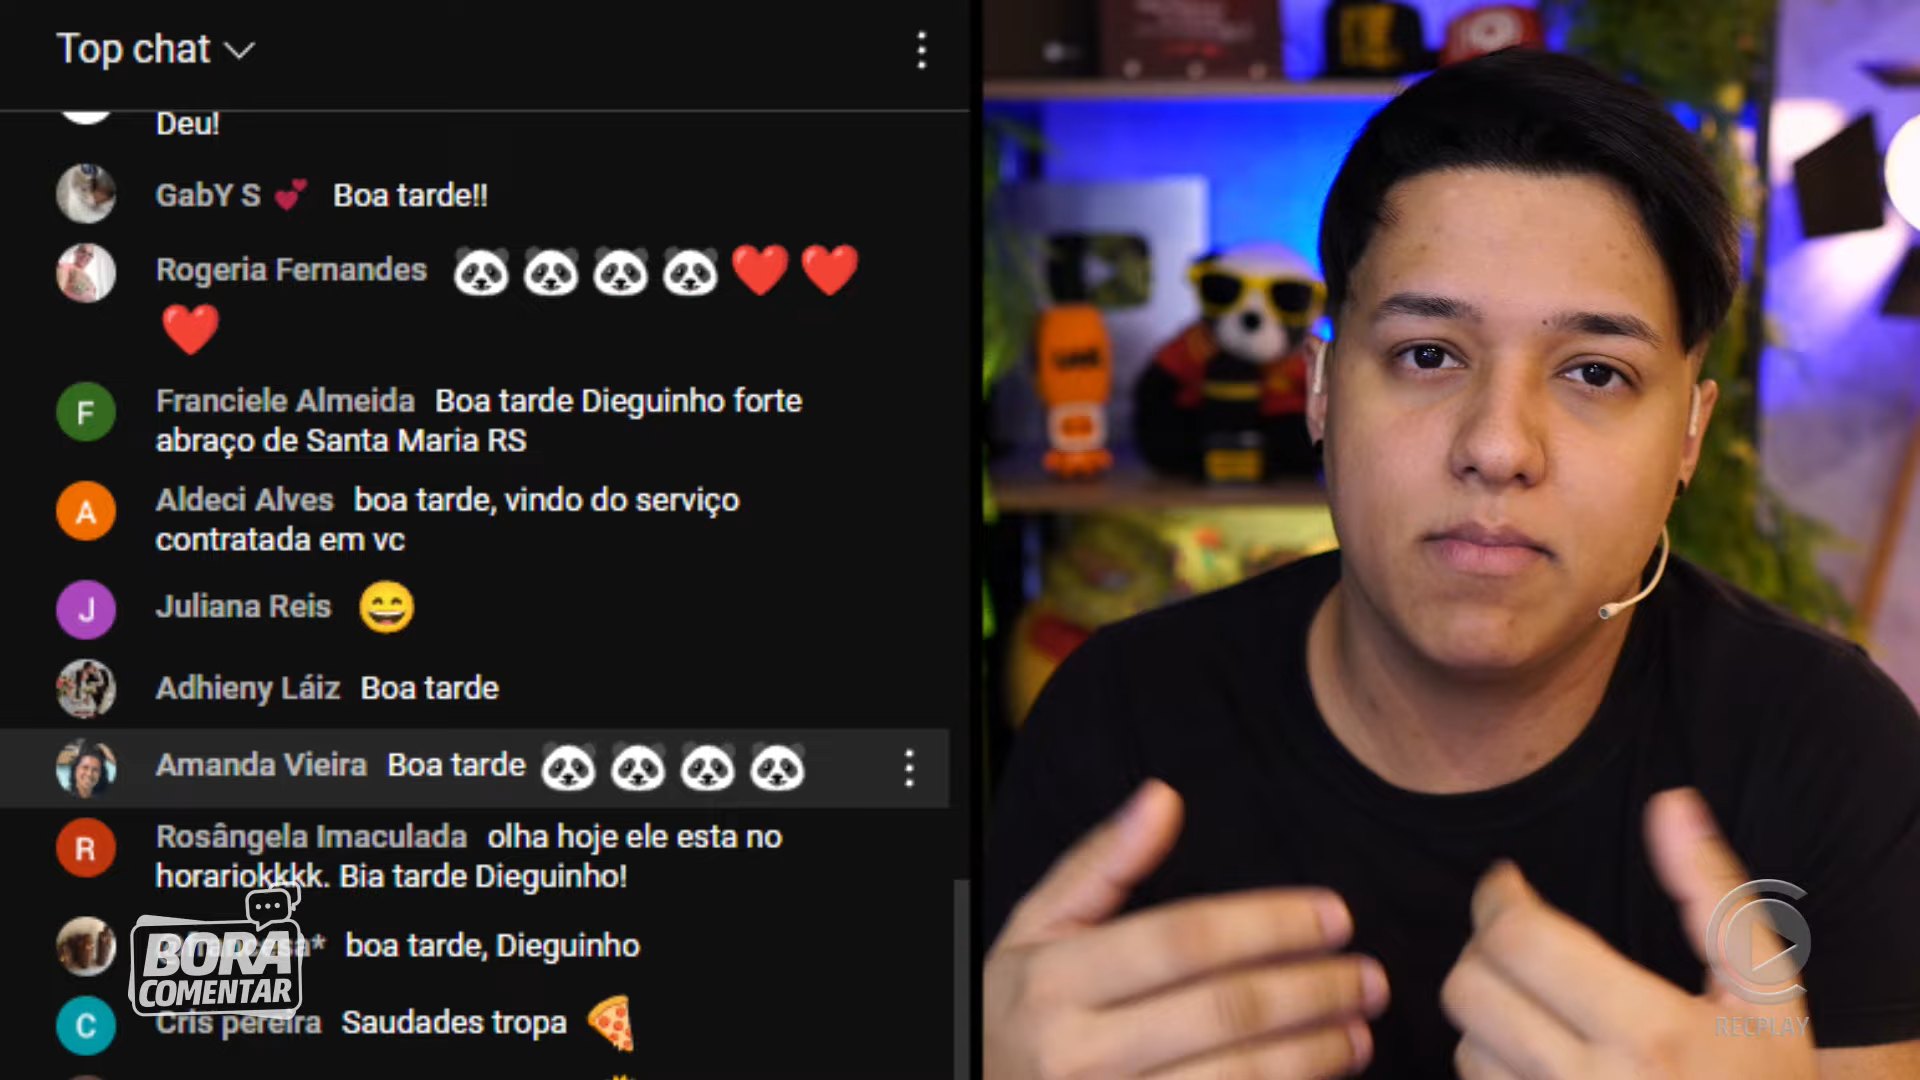 Top chat
Deu!
GabY S 💕 Boa tarde!!
Rogeria Fernandes 🐼🐼🐼🐼❤️❤️
❤️
F
Franciele Almeida Boa tarde Dieguinho forte
abraço de Santa Maria RS
A
Aldeci Alves boa tarde, vindo do serviço
contratada em vc
J
Juliana Reis 😄
Adhieny Láiz Boa tarde
Amanda Vieira Boa tarde 🐼🐼🐼🐼
R
Rosângela Imaculada olha hoje ele esta no
horariokkkk. Bia tarde Dieguinho!
boa tarde, Dieguinho
C
Cris pereira Saudades tropa 🍕
BORA
COMENTAR
RECPLAY